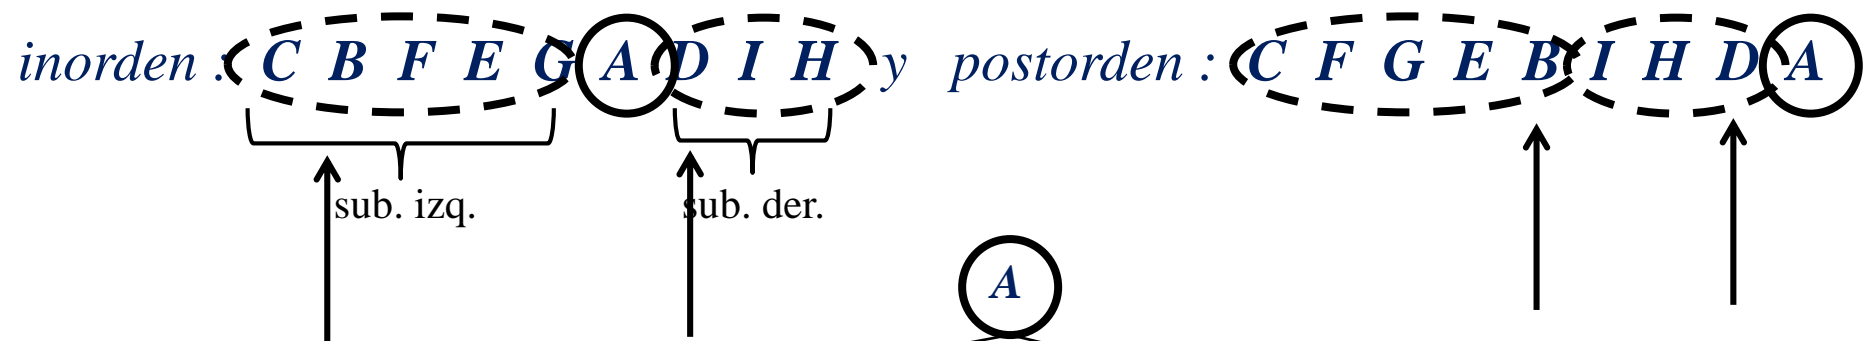 inorden : C B F E G A D I H y postorden : C F G E B I H D A
sub. izq. sub. der.
A